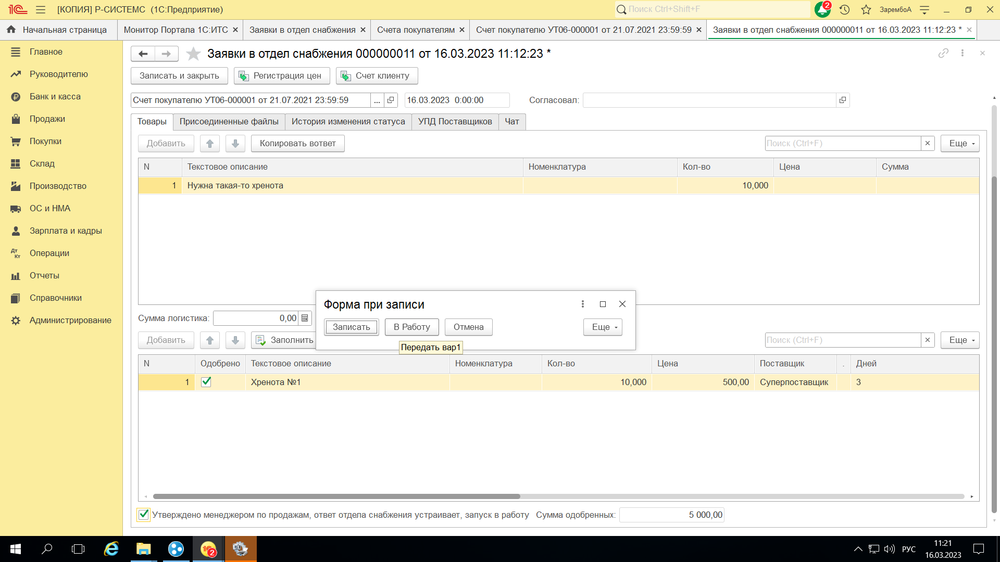 [КОПИЯ] Р-СИСТЕМС (1С:Предприятие)
Поиск Ctrl+Shift+F
2
ЗарембоА
Начальная страница
Монитор Портала 1С:ИТС
Заявки в отдел снабжения
Счета покупателям
Счет покупателю УТ06-000001 от 21.07.2021 23:59:59
Заявки в отдел снабжения 000000011 от 16.03.2023 11:12:23 *
Главное
Руководителю
Банк и касса
Продажи
Покупки
Склад
Производство
ОС и НМА
Зарплата и кадры
Дт Кт
Операции
Отчеты
Справочники
Администрирование
Заявки в отдел снабжения 000000011 от 16.03.2023 11:12:23 *
Записать и закрыть
Регистрация цен
Счет клиенту
Счет покупателю УТ06-000001 от 21.07.2021 23:59:59
...
16.03.2023 0:00:00
Согласовал:
Товары
Присоединенные файлы
История изменения статуса
УПД Поставщиков
Чат
Добавить
Копировать вответ
Поиск (Ctrl+F)
Еще
N Текстовое описание Номенклатура Кол-во Цена Сумма
1 Нужна такая-то хренота 10,000
Форма при записи
Записать
В Работу
Отмена
Еще
Передать вар1
Сумма логистика: 0,00
Добавить
Заполнить
Поиск (Ctrl+F)
Еще
N Одобрено Текстовое описание Номенклатура Кол-во Цена Поставщик . Дней
1 Хренота №1 10,000 500,00 Суперпоставщик 3
Утверждено менеджером по продажам, ответ отдела снабжения устраивает, запуск в работу Сумма одобренных: 5 000,00
2
РУС
11:21
16.03.2023